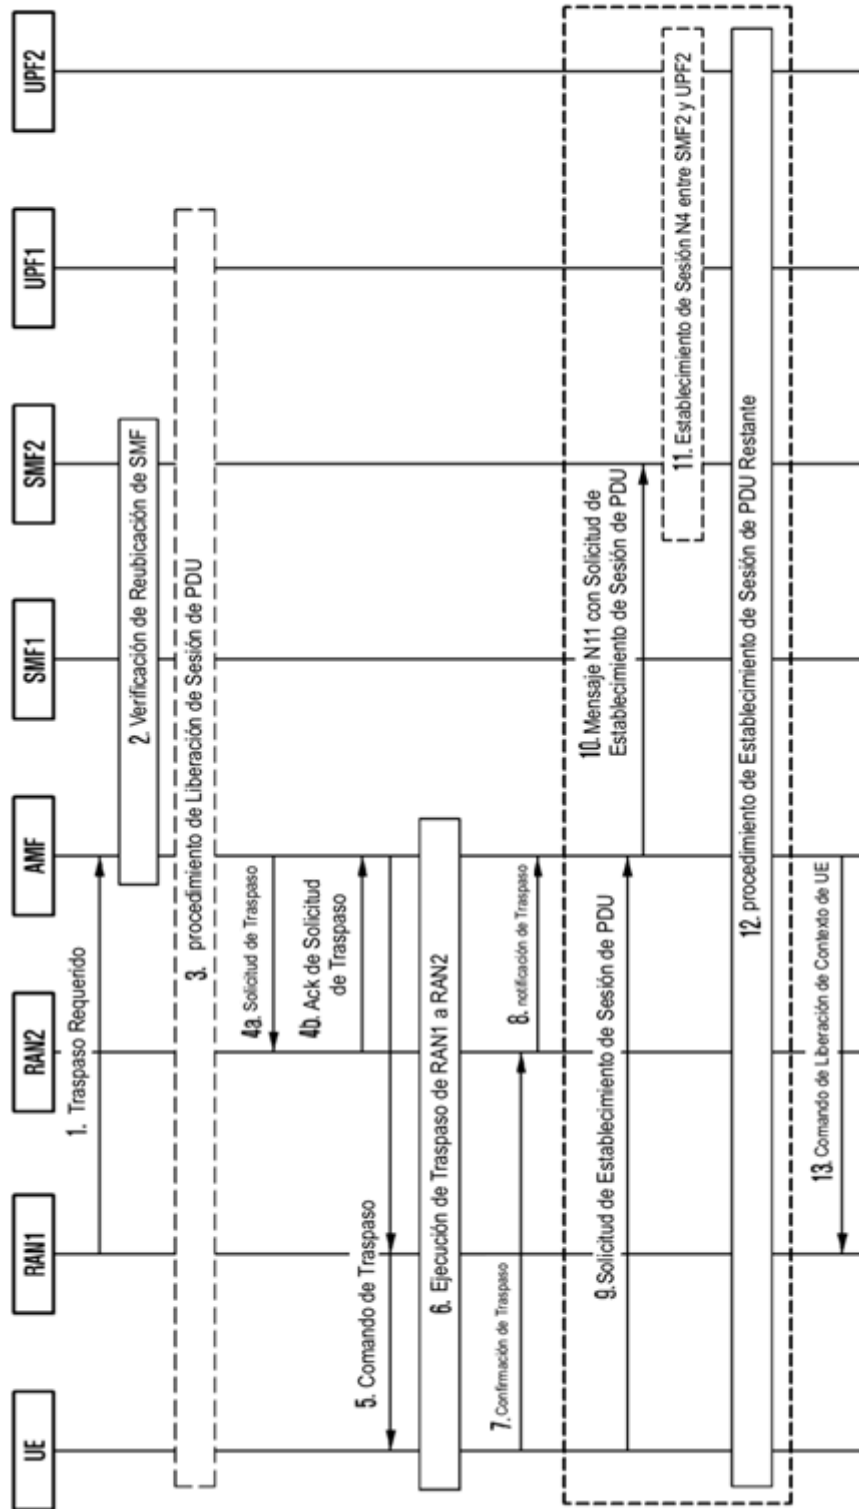 UE
RAN1
RAN2
AMF
SMF1
SMF2
UPF1
UPF2
1. Traspaso Requerido
2. Verificación de Reubicación de SMF
3. procedimiento de Liberación de Sesión de PDU
4a. Solicitud de Traspaso
4b. Ack de Solicitud
de Traspaso
5. Comando de Traspaso
6. Ejecución de Traspaso de RAN1 a RAN2
7. Confirmación de Traspaso
8. notificación de Traspaso
9. Solicitud de Establecimiento de Sesión de PDU
10. Mensaje N11 con Solicitud de
Establecimiento de Sesión de PDU
11. Establecimiento de Sesión N4 entre SMF2 y UPF2
12. procedimiento de Establecimiento de Sesión de PDU Restante
13. Comando de Liberación de Contexto de UE